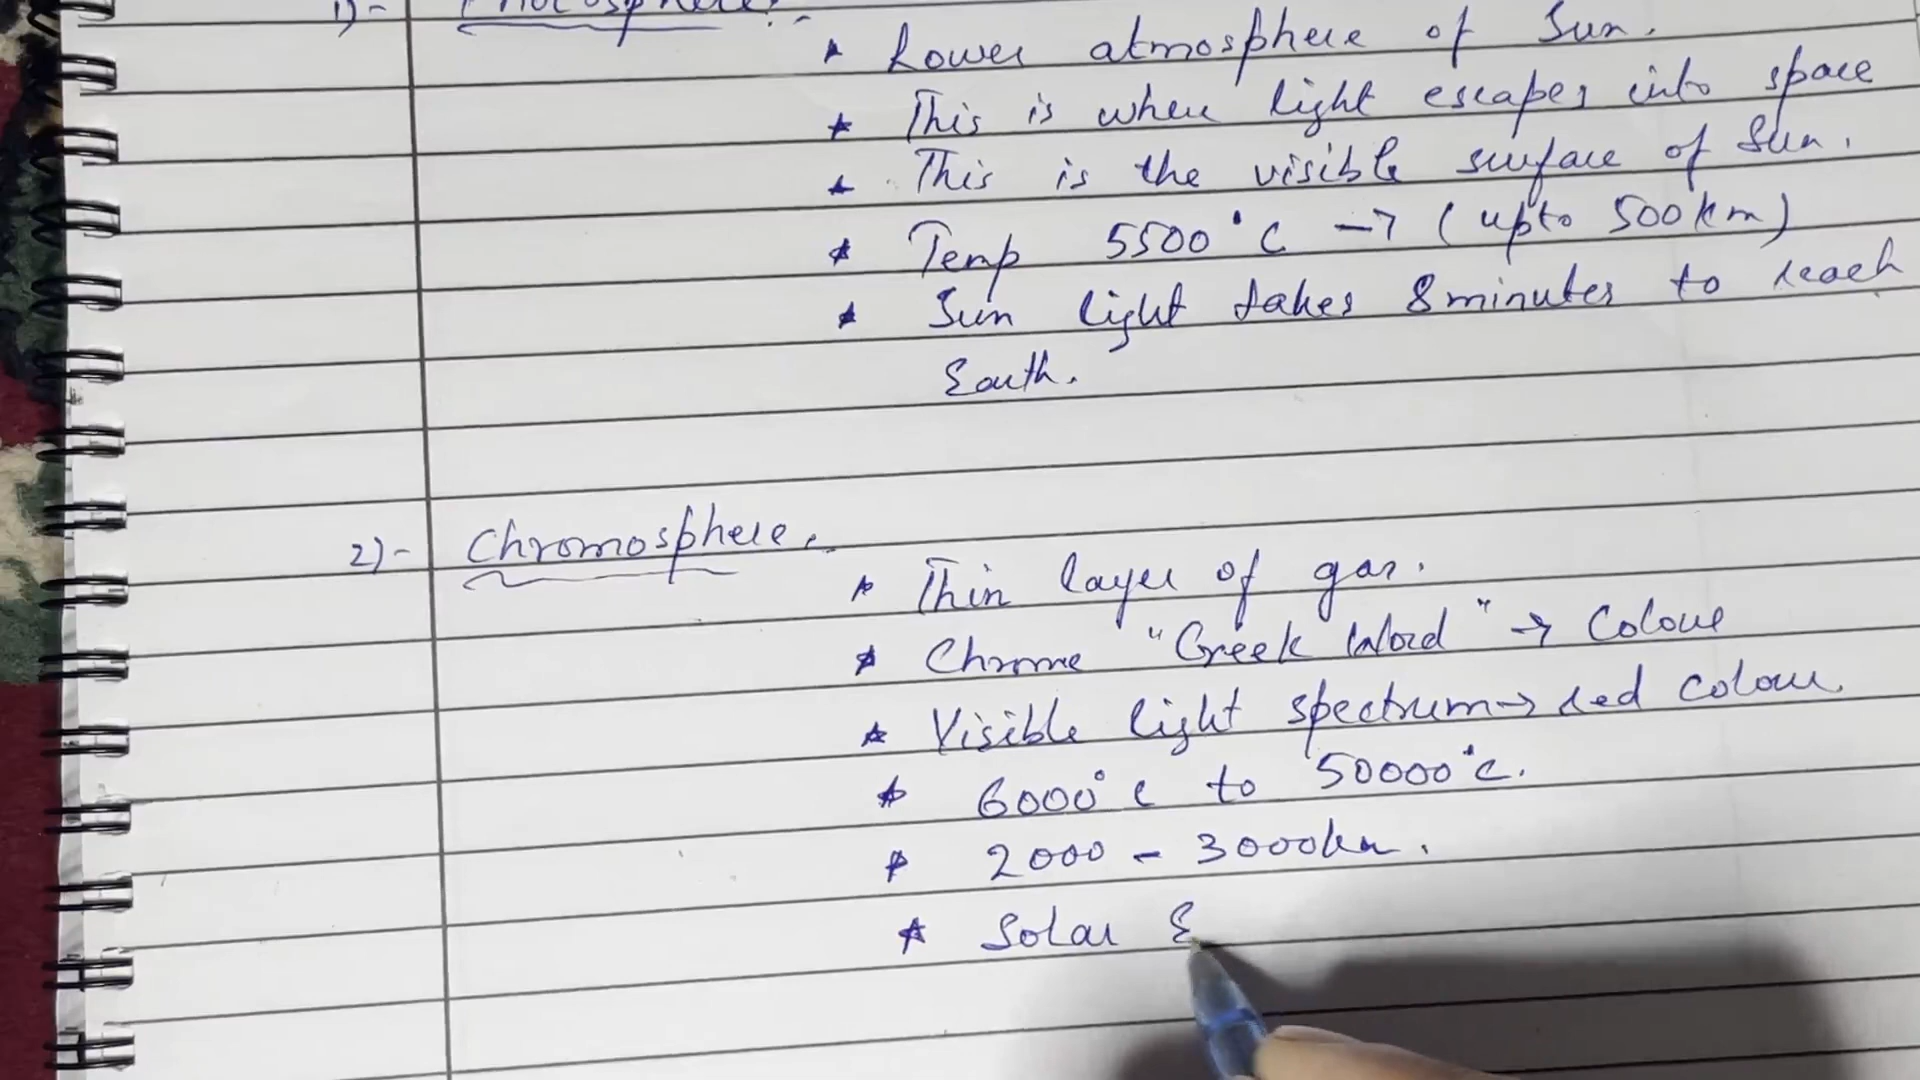 1)- Photosphere:-
* Lower atmosphere of Sun.
* This is where light escapes into space
* This is the visible surface of Sun.
* Temp 5500°C → (upto 500km)
* Sun light takes 8 minutes to reach
Earth.
2)- Chromosphere.
* Thin layer of gas.
* Chrome "Greek Word" → Colour
* Visible light spectrum → red colour.
* 6000°C to 50000°C.
* 2000 - 3000km.
* Solar E